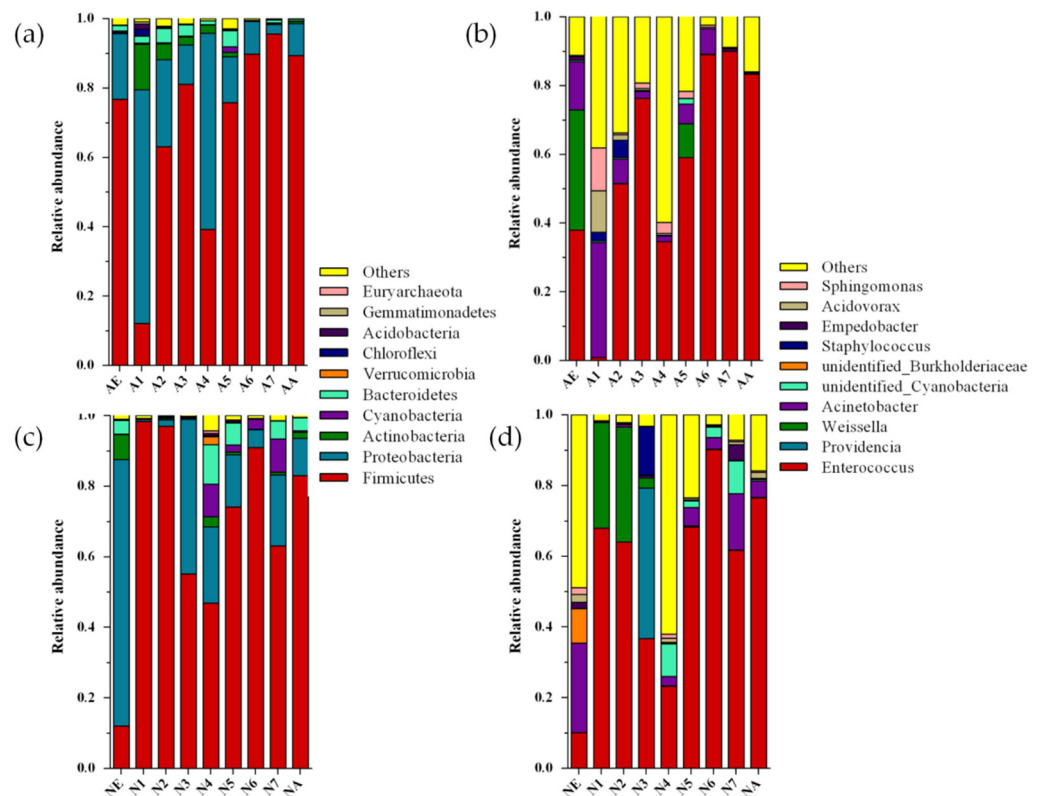 (a)
Relative abundance
1.0
0.8
0.6
0.4
0.2
0.0
AE A1 A2 A3 A4 A5 A6 A7 AA
Others
Euryarchaeota
Gemmatimonadetes
Acidobacteria
Chloroflexi
Verrucomicrobia
Bacteroidetes
Cyanobacteria
Actinobacteria
Proteobacteria
Firmicutes
(b)
Relative abundance
1.0
0.8
0.6
0.4
0.2
0.0
AE A1 A2 A3 A4 A5 A6 A7 AA
Others
Sphingomonas
Acidovorax
Empedobacter
Staphylococcus
unidentified_Burkholderiaceae
unidentified_Cyanobacteria
Acinetobacter
Weissella
Providencia
Enterococcus
(c)
Relative abundance
1.0
0.8
0.6
0.4
0.2
0.0
NE N1 N2 N3 N4 N5 N6 N7 NA
(d)
Relative abundance
1.0
0.8
0.6
0.4
0.2
0.0
NE N1 N2 N3 N4 N5 N6 N7 NA